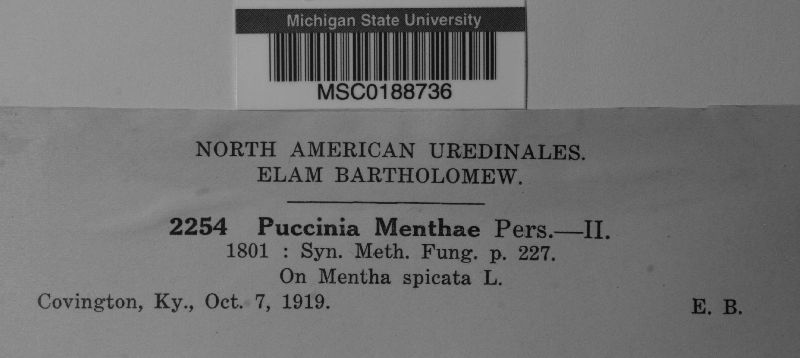 Michigan State University
MSC0188736
NORTH AMERICAN UREDINALES.
ELAM BARTHOLOMEW.
2254 Puccinia Menthae Pers.—II.
1801 : Syn. Meth. Fung. p. 227.
On Mentha spicata L.
Covington, Ky., Oct. 7, 1919. E. B.